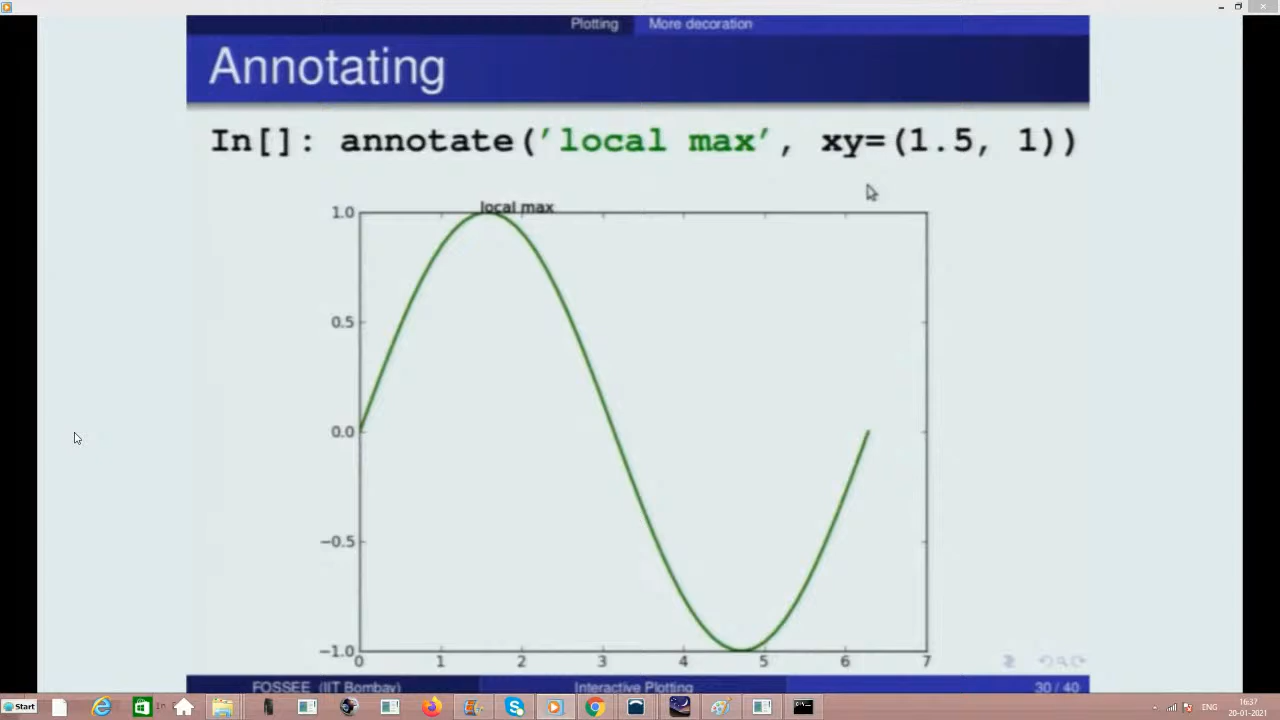 Plotting More decoration
Annotating
In[]: annotate('local max', xy=(1.5, 1))
local max
1.0
0.5
0.0
−0.5
−1.0
0 1 2 3 4 5 6 7
FOSSEE (IIT Bombay) Interactive Plotting 30 / 40
Start
ENG
16:37
20-01-2021